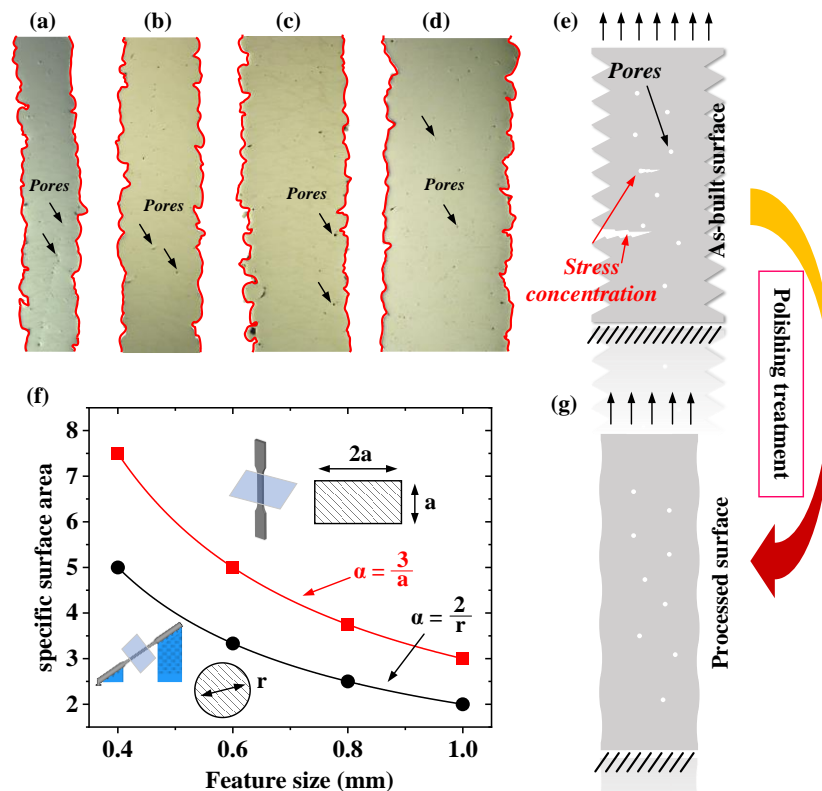 (a)
(b)
(c)
(d)
(e)
Pores
Pores
Pores
Pores
Pores
Stress
concentration
As-built surface
Polishing treatment
(f)
(g)
specific surface area
8
7
6
5
4
3
2
2a
a
α = 3/a
α = 2/r
r
0.4
0.6
0.8
1.0
Feature size (mm)
Processed surface